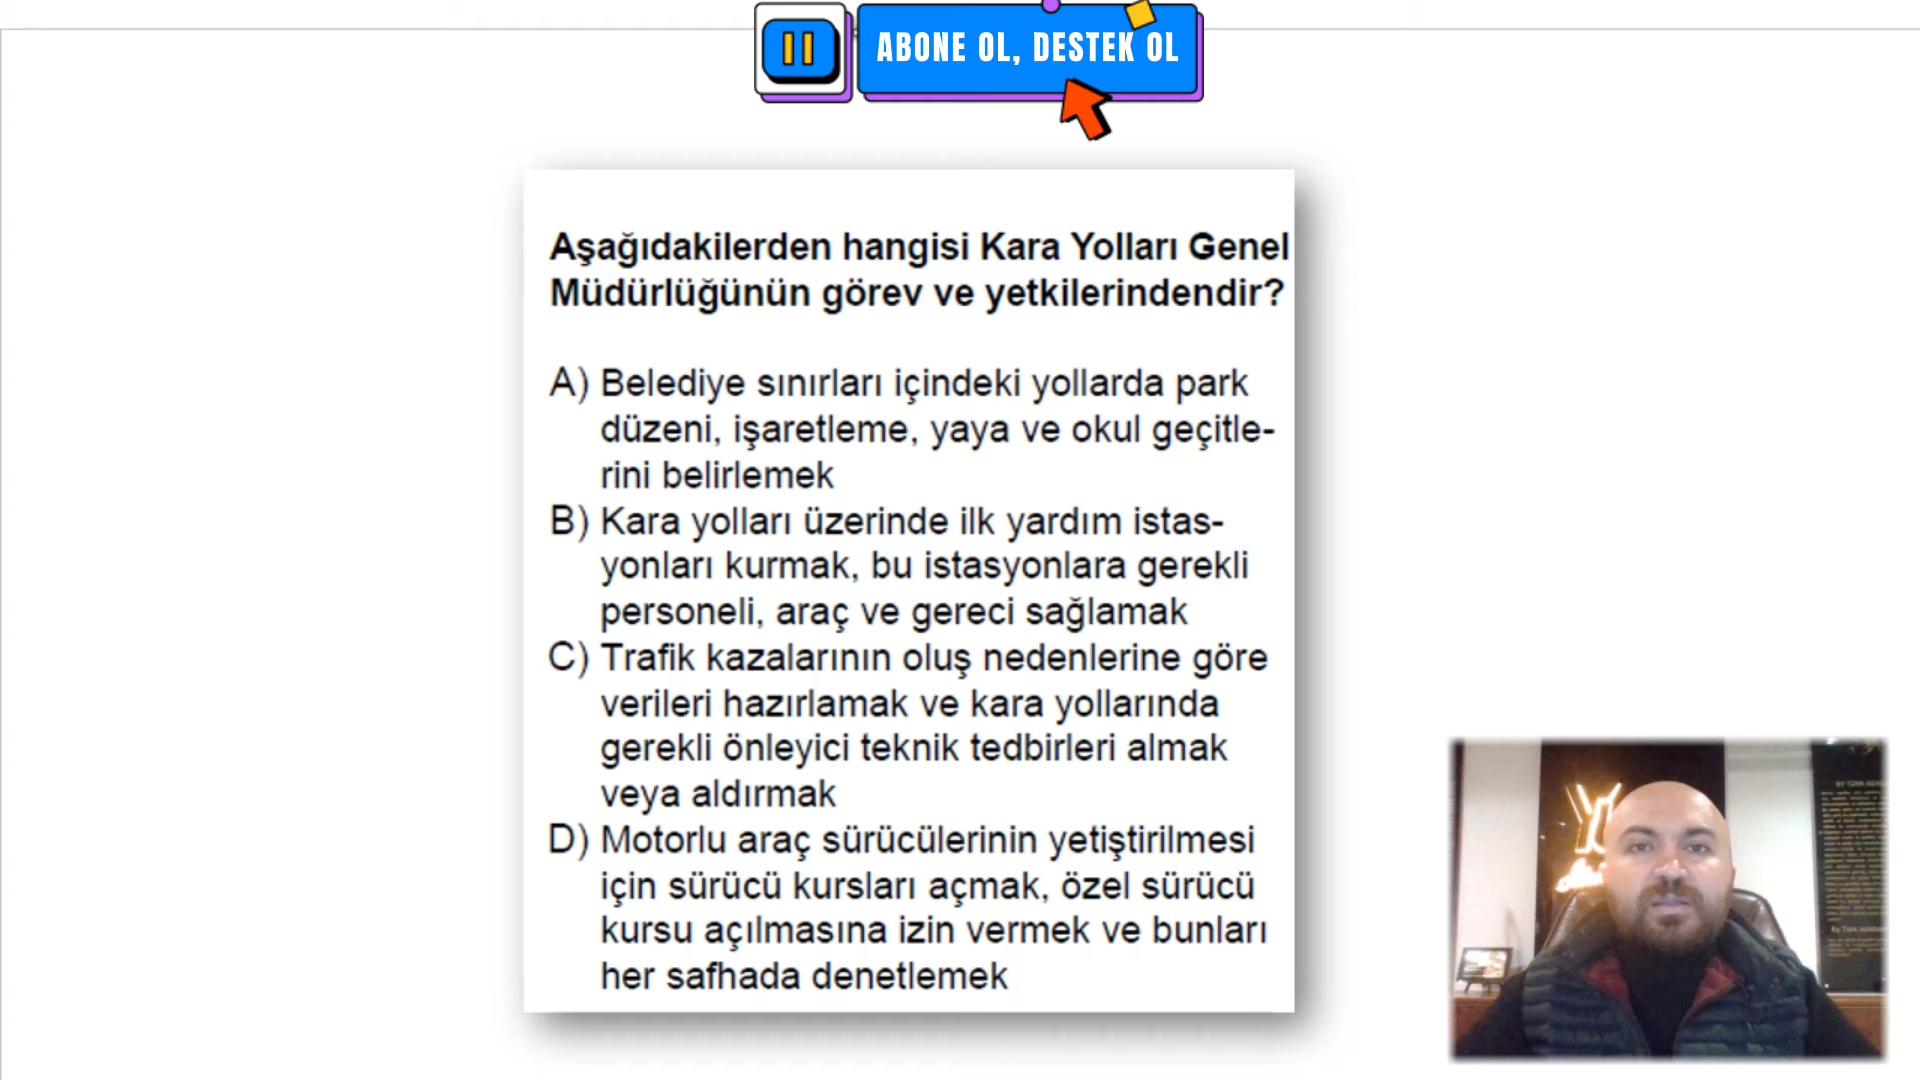 ABONE OL, DESTEK OL
Aşağıdakilerden hangisi Kara Yolları Genel
Müdürlüğünün görev ve yetkilerindendir?
A) Belediye sınırları içindeki yollarda park
düzeni, işaretleme, yaya ve okul geçitle-
rini belirlemek
B) Kara yolları üzerinde ilk yardım istas-
yonları kurmak, bu istasyonlara gerekli
personeli, araç ve gereci sağlamak
C) Trafik kazalarının oluş nedenlerine göre
verileri hazırlamak ve kara yollarında
gerekli önleyici teknik tedbirleri almak
veya aldırmak
D) Motorlu araç sürücülerinin yetiştirilmesi
için sürücü kursları açmak, özel sürücü
kursu açılmasına izin vermek ve bunları
her safhada denetlemek